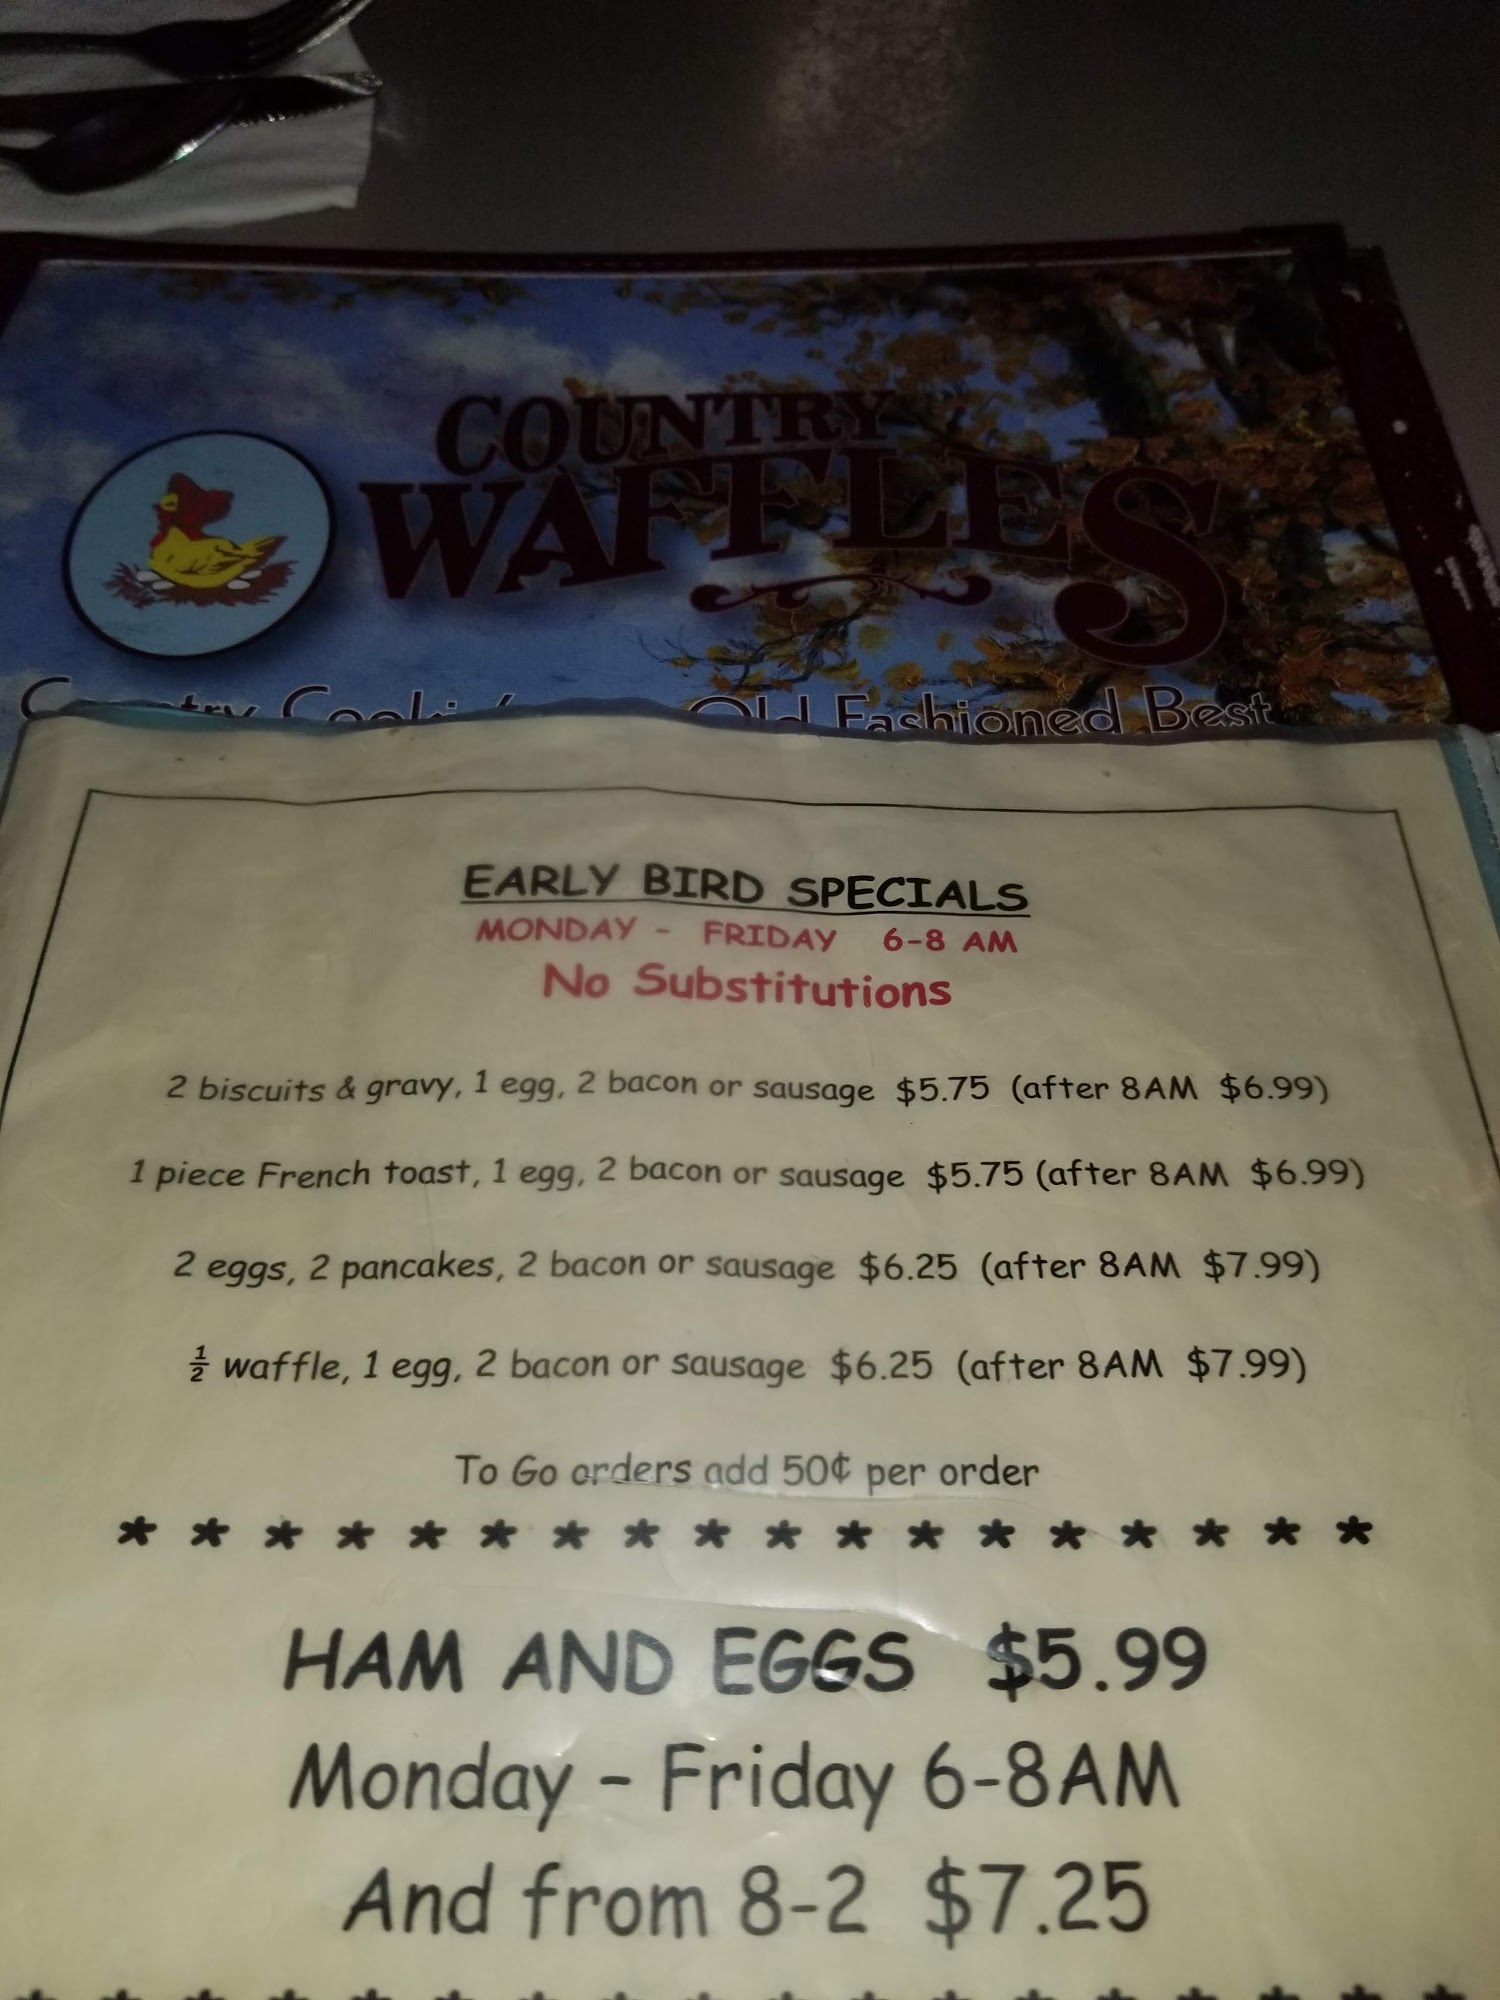 COUNTRY
WAFFLES
Country Cookin' Old Fashioned Best
EARLY BIRD SPECIALS
MONDAY - FRIDAY 6-8 AM
No Substitutions
2 biscuits & gravy, 1 egg, 2 bacon or sausage $5.75 (after 8AM $6.99)
1 piece French toast, 1 egg, 2 bacon or sausage $5.75 (after 8AM $6.99)
2 eggs, 2 pancakes, 2 bacon or sausage $6.25 (after 8AM $7.99)
½ waffle, 1 egg, 2 bacon or sausage $6.25 (after 8AM $7.99)
To Go orders add 50¢ per order
* * * * * * * * * * * * * * * * * *
HAM AND EGGS $5.99
Monday - Friday 6-8AM
And from 8-2 $7.25